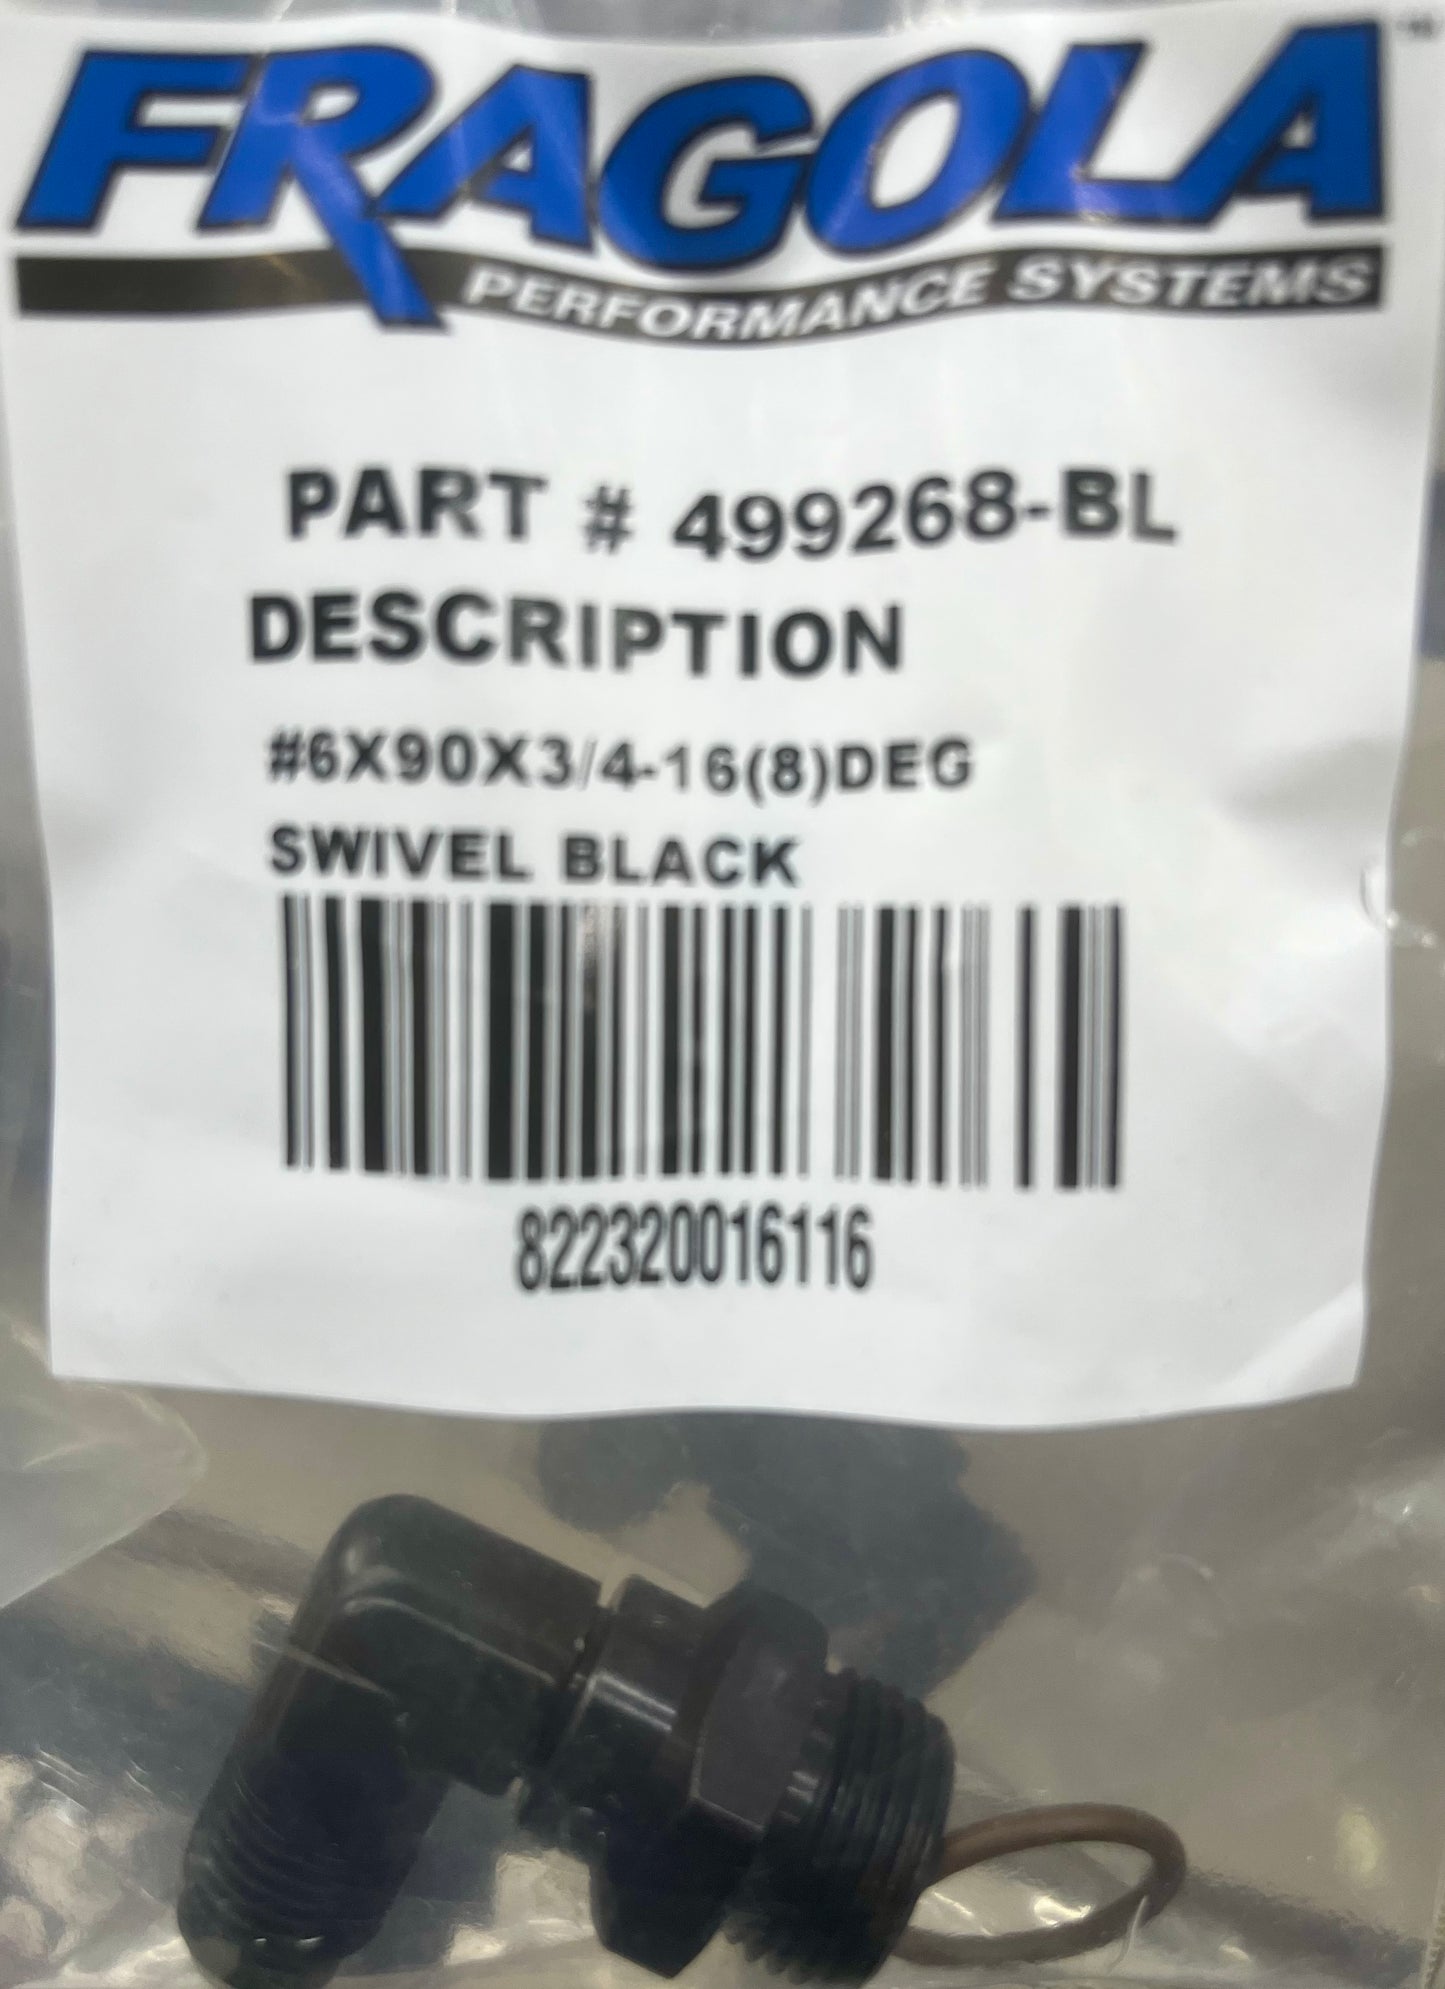 FRAGOLA
PERFORMANCE SYSTEMS
PART # 499268-BL
DESCRIPTION
#6X90X3/4-16(8)DEG
SWIVEL BLACK
822320016116